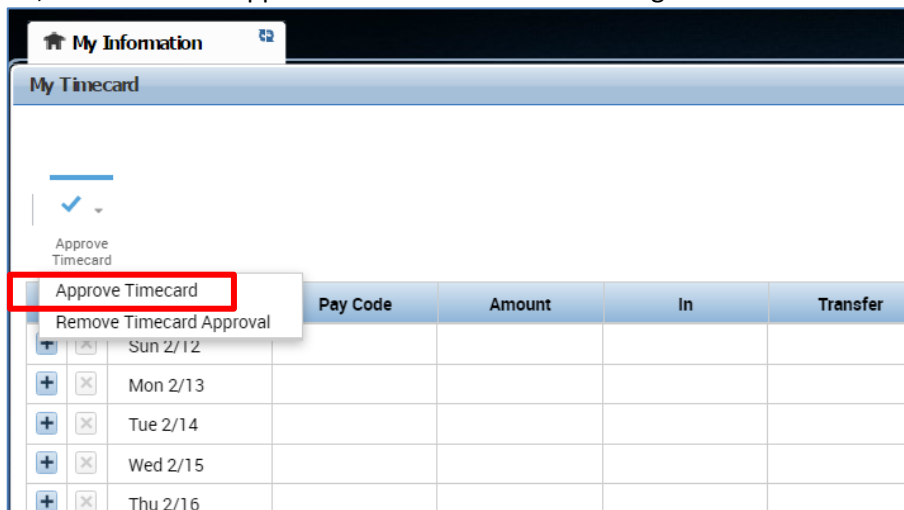 My Information
My Timecard
Approve
Timecard
Approve Timecard
Remove Timecard Approval
Pay Code Amount In Transfer
Sun 2/12
Mon 2/13
Tue 2/14
Wed 2/15
Thu 2/16